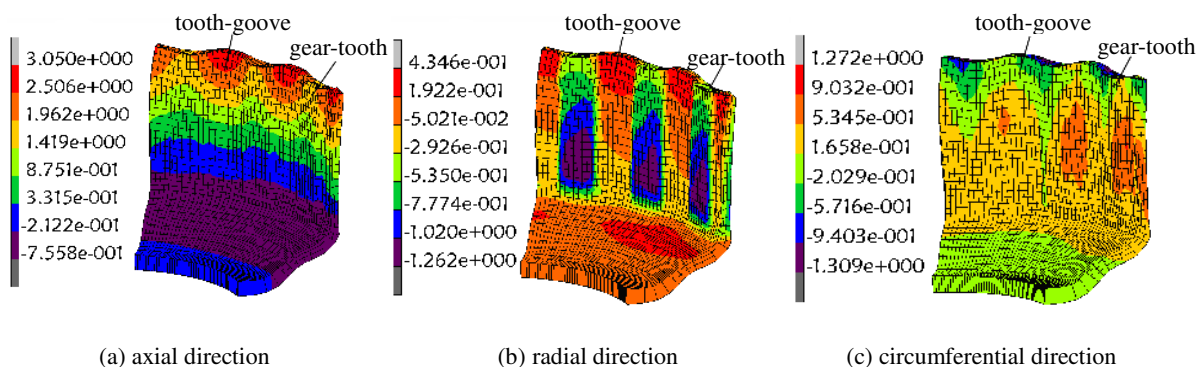 tooth-goove
gear-tooth
3.050e+000
2.506e+000
1.962e+000
1.419e+000
8.751e-001
3.315e-001
-2.122e-001
-7.558e-001
(a) axial direction
tooth-goove
gear-tooth
4.346e-001
1.922e-001
-5.021e-002
-2.926e-001
-5.350e-001
-7.774e-001
-1.020e+000
-1.262e+000
(b) radial direction
tooth-goove
gear-tooth
1.272e+000
9.032e-001
5.345e-001
1.658e-001
-2.029e-001
-5.716e-001
-9.403e-001
-1.309e+000
(c) circumferential direction